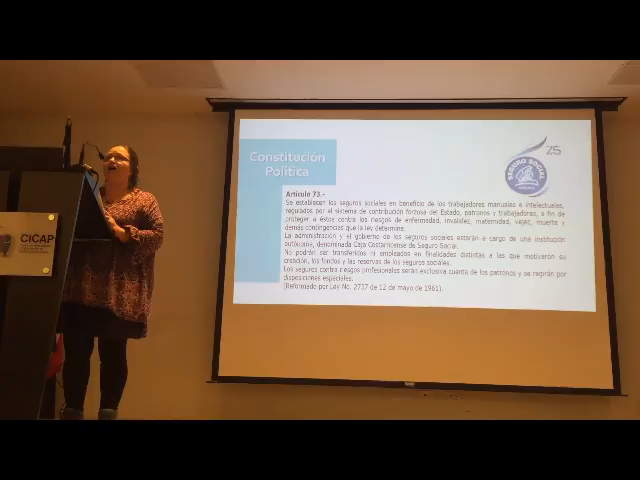 Constitución
Política
75
SEGURO SOCIAL
Artículo 73.-
Se establecen los seguros sociales en beneficio de los trabajadores manuales e intelectuales,
regulados por el sistema de contribución forzosa del Estado, patronos y trabajadores, a fin de
proteger a éstos contra los riesgos de enfermedad, invalidez, maternidad, vejez, muerte y
demás contingencias que la ley determine.
La administración y el gobierno de los seguros sociales estarán a cargo de una institución
autónoma, denominada Caja Costarricense de Seguro Social.
No podrán ser transferidos ni empleados en finalidades distintas a las que motivaron su
creación, los fondos y las reservas de los seguros sociales.
Los seguros contra riesgos profesionales serán exclusiva cuenta de los patronos y se regirán por
disposiciones especiales.
(Reformado por Ley No. 2737 de 12 de mayo de 1961).
CICAP